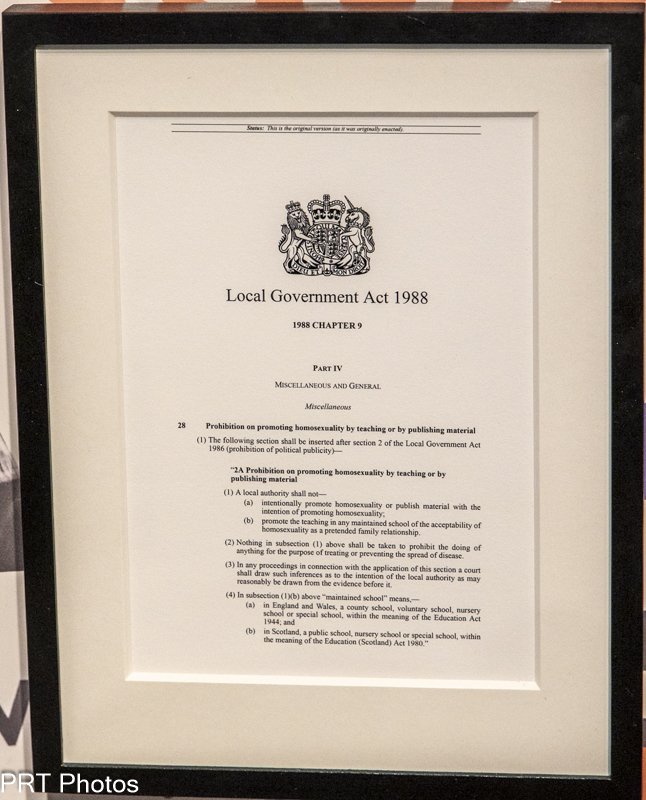 Status: This is the original version (as it was originally enacted).
DIEU ET MON DROIT
Local Government Act 1988
1988 CHAPTER 9
PART IV
MISCELLANEOUS AND GENERAL
Miscellaneous
28 Prohibition on promoting homosexuality by teaching or by publishing material
(1) The following section shall be inserted after section 2 of the Local Government Act
1986 (prohibition of political publicity)—
"2A Prohibition on promoting homosexuality by teaching or by
publishing material
(1) A local authority shall not—
(a) intentionally promote homosexuality or publish material with the
intention of promoting homosexuality;
(b) promote the teaching in any maintained school of the acceptability of
homosexuality as a pretended family relationship.
(2) Nothing in subsection (1) above shall be taken to prohibit the doing of
anything for the purpose of treating or preventing the spread of disease.
(3) In any proceedings in connection with the application of this section a court
shall draw such inferences as to the intention of the local authority as may
reasonably be drawn from the evidence before it.
(4) In subsection (1)(b) above "maintained school" means,—
(a) in England and Wales, a county school, voluntary school, nursery
school or special school, within the meaning of the Education Act
1944; and
(b) in Scotland, a public school, nursery school or special school, within
the meaning of the Education (Scotland) Act 1980."
PRT Photos